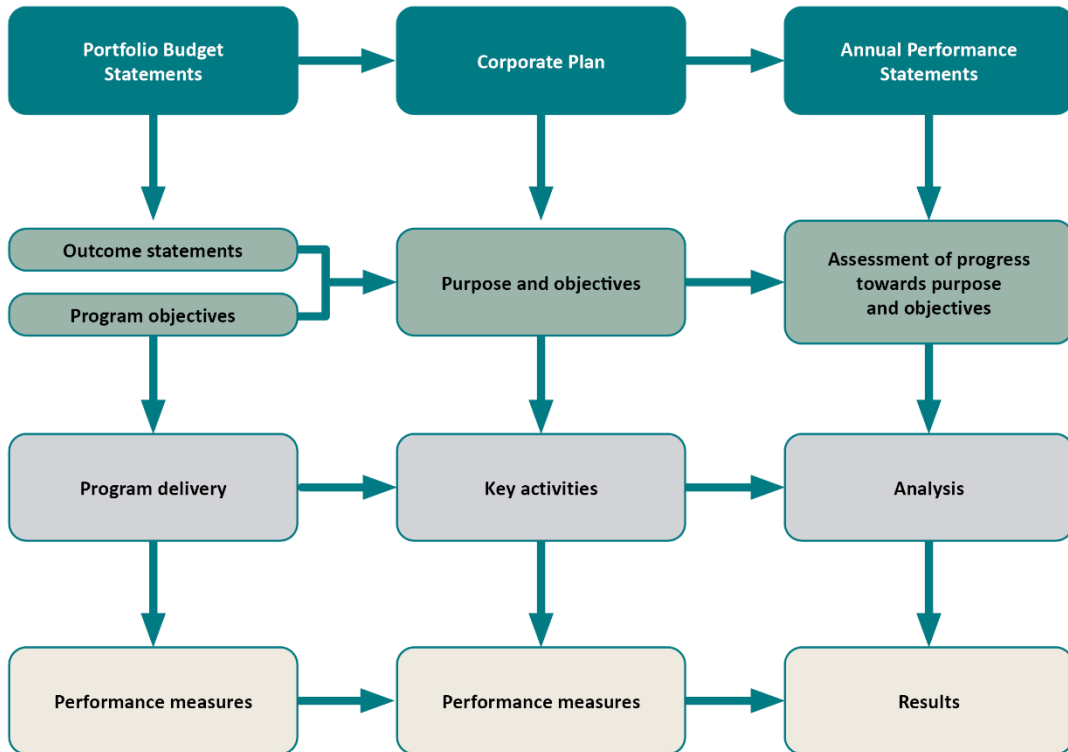 Portfolio Budget
Statements
Corporate Plan
Annual Performance
Statements
Outcome statements
Program objectives
Purpose and objectives
Assessment of progress
towards purpose
and objectives
Program delivery
Key activities
Analysis
Performance measures
Performance measures
Results